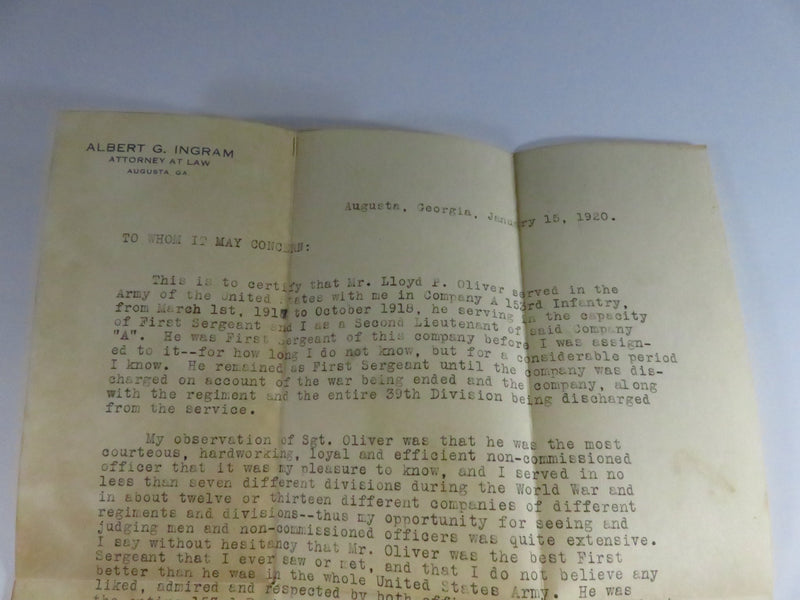 ALBERT G. INGRAM
ATTORNEY AT LAW
AUGUSTA, GA
Augusta, Georgia, January 15, 1920.
TO WHOM IT MAY CONCERN:
This is to certify that Mr. Lloyd P. Oliver served in the
Army of the United States with me in Company A 153rd Infantry,
from March 1st, 1917 to October 1918, he serving in the capacity
of First Sergeant and I as a Second Lieutenant of said Company
"A". He was First Sergeant of this company before I was assign-
ed to it--for how long I do not know, but for a considerable period
I know. He remained as First Sergeant until the company was dis-
charged on account of the war being ended and the company, along
with the regiment and the entire 39th Division being discharged
from the service.
My observation of Sgt. Oliver was that he was the most
courteous, hardworking, loyal and efficient non-commissioned
officer that it was my pleasure to know, and I served in no
less than seven different divisions during the World War and
in about twelve or thirteen different companies of different
regiments and divisions--thus my opportunity for seeing and
judging men and non-commissioned officers was quite extensive.
I say without hesitancy that Mr. Oliver was the best First
Sergeant that I ever saw or met, and that I do not believe any
better than he was in the whole United States Army. He was
liked, admired and respected by both